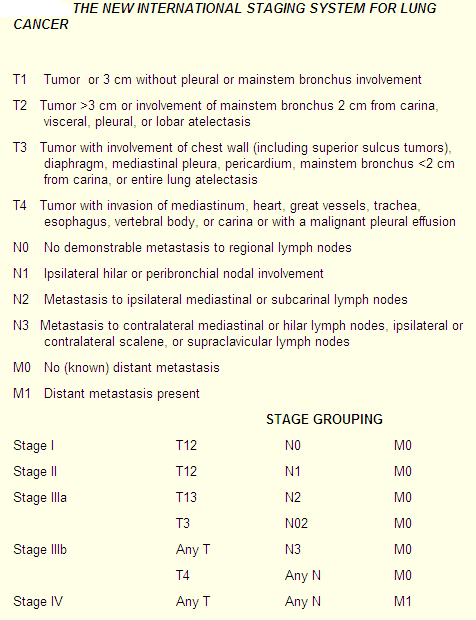 THE NEW INTERNATIONAL STAGING SYSTEM FOR LUNG
CANCER
T1 Tumor or 3 cm without pleural or mainstem bronchus involvement
T2 Tumor >3 cm or involvement of mainstem bronchus 2 cm from carina,
visceral, pleural, or lobar atelectasis
T3 Tumor with involvement of chest wall (including superior sulcus tumors),
diaphragm, mediastinal pleura, pericardium, mainstem bronchus <2 cm
from carina, or entire lung atelectasis
T4 Tumor with invasion of mediastinum, heart, great vessels, trachea,
esophagus, vertebral body, or carina or with a malignant pleural effusion
N0 No demonstrable metastasis to regional lymph nodes
N1 Ipsilateral hilar or peribronchial nodal involvement
N2 Metastasis to ipsilateral mediastinal or subcarinal lymph nodes
N3 Metastasis to contralateral mediastinal or hilar lymph nodes, ipsilateral or
contralateral scalene, or supraclavicular lymph nodes
M0 No (known) distant metastasis
M1 Distant metastasis present
STAGE GROUPING
Stage I T12 N0 M0
Stage II T12 N1 M0
Stage IIIa T13 N2 M0
T3 N02 M0
Stage IIIb Any T N3 M0
T4 Any N M0
Stage IV Any T Any N M1